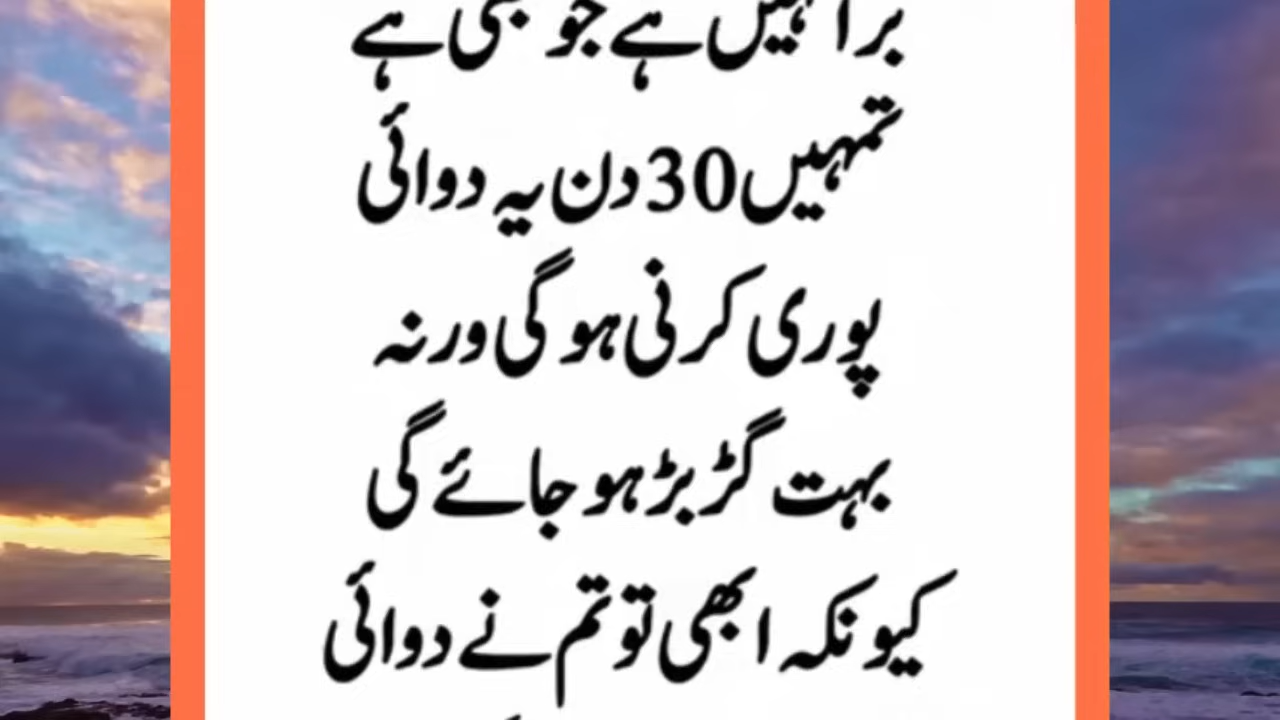 برا نہیں ہے جو بھی ہے
تمہیں 30 دن یہ دوائی
پوری کرنی ہو گی ورنہ
بہت گڑبڑ ہو جائے گی
کیونکہ ابھی تو تم نے دوائی